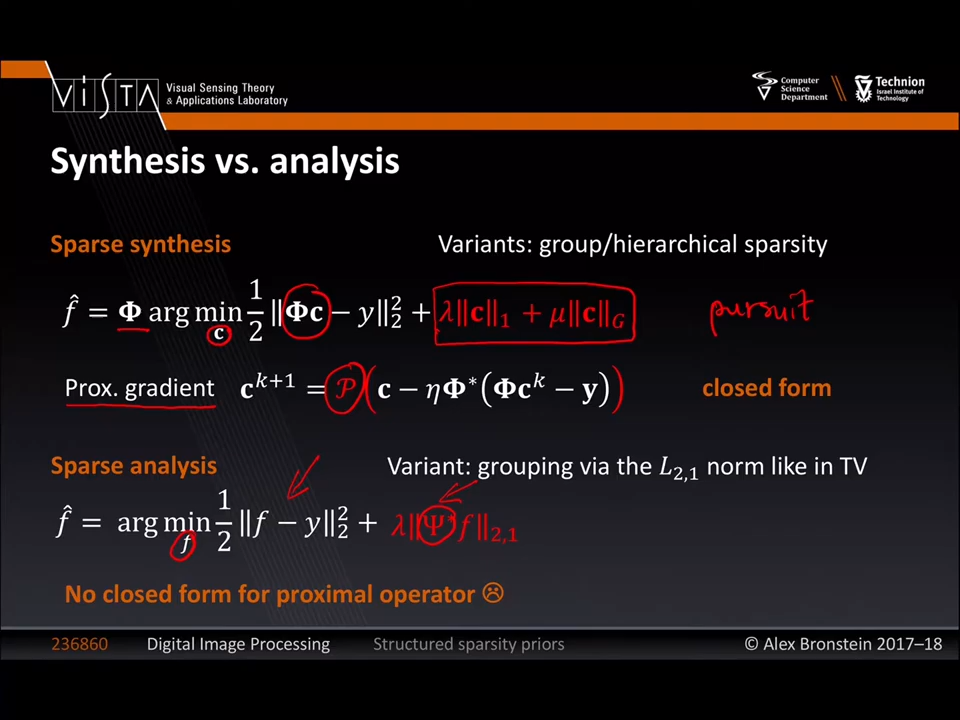 ViSTA Visual Sensing Theory & Applications Laboratory
Computer Science Department
Technion Israel Institute of Technology
Synthesis vs. analysis
Sparse synthesis Variants: group/hierarchical sparsity
f̂ = Φ arg min_c 1/2 ‖Φc − y‖₂² + λ‖c‖₁ + μ‖c‖_G pursuit
Prox. gradient c^{k+1} = 𝒫(c − ηΦ*(Φc^k − y)) closed form
Sparse analysis Variant: grouping via the L_{2,1} norm like in TV
f̂ = arg min_f 1/2 ‖f − y‖₂² + λ‖Ψ*f‖_{2,1}
No closed form for proximal operator ☹
236860 Digital Image Processing Structured sparsity priors © Alex Bronstein 2017–18